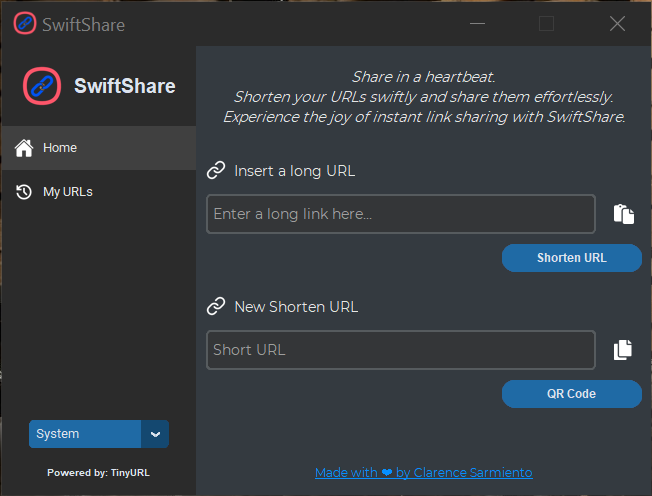 SwiftShare
SwiftShare
Home
My URLs
System
Powered by: TinyURL
Share in a heartbeat.
Shorten your URLs swiftly and share them effortlessly.
Experience the joy of instant link sharing with SwiftShare.
Insert a long URL
Enter a long link here...
Shorten URL
New Shorten URL
Short URL
QR Code
Made with ❤ by Clarence Sarmiento